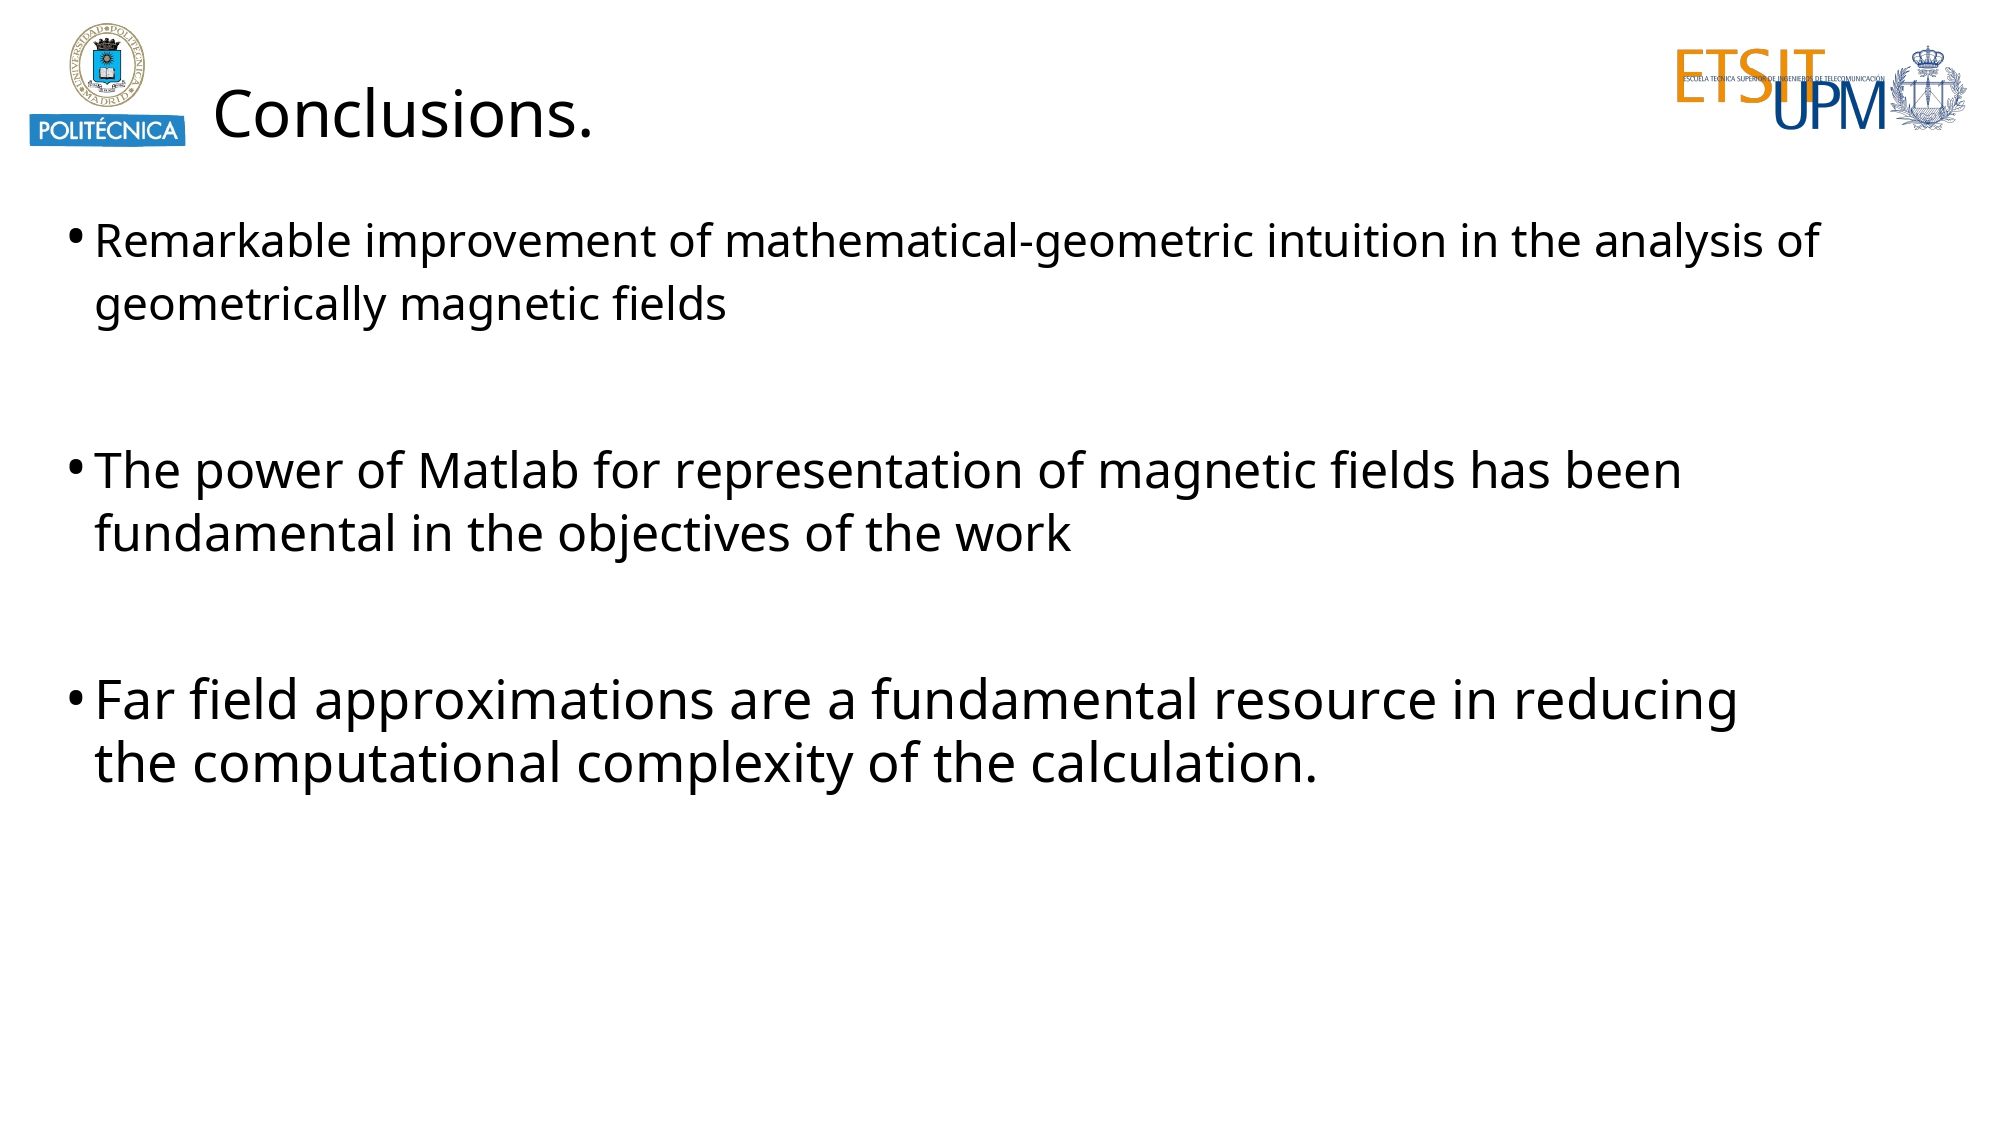 UNIVERSIDAD POLITÉCNICA
MADRID
POLITÉCNICA
Conclusions.
ETSIT
ESCUELA TÉCNICA SUPERIOR DE INGENIEROS DE TELECOMUNICACIÓN
UPM
• Remarkable improvement of mathematical-geometric intuition in the analysis of
geometrically magnetic fields
• The power of Matlab for representation of magnetic fields has been
fundamental in the objectives of the work
• Far field approximations are a fundamental resource in reducing
the computational complexity of the calculation.